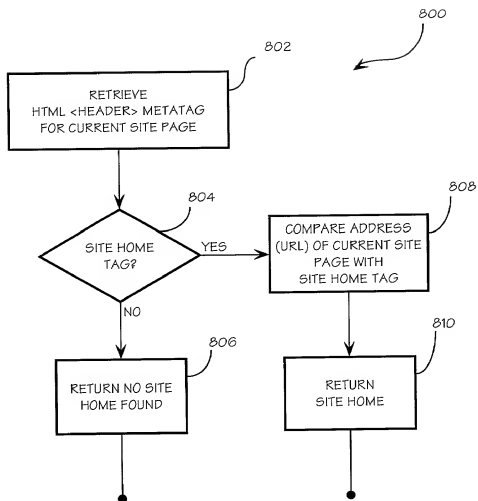 800
802
RETRIEVE
HTML <HEADER> METATAG
FOR CURRENT SITE PAGE
804
SITE HOME
TAG?
YES
NO
808
COMPARE ADDRESS
(URL) OF CURRENT SITE
PAGE WITH
SITE HOME TAG
806
RETURN NO SITE
HOME FOUND
810
RETURN
SITE HOME